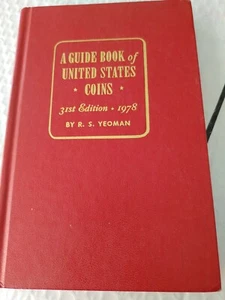 A GUIDE BOOK of
UNITED STATES
• COINS •
31st Edition • 1978
BY R. S. YEOMAN